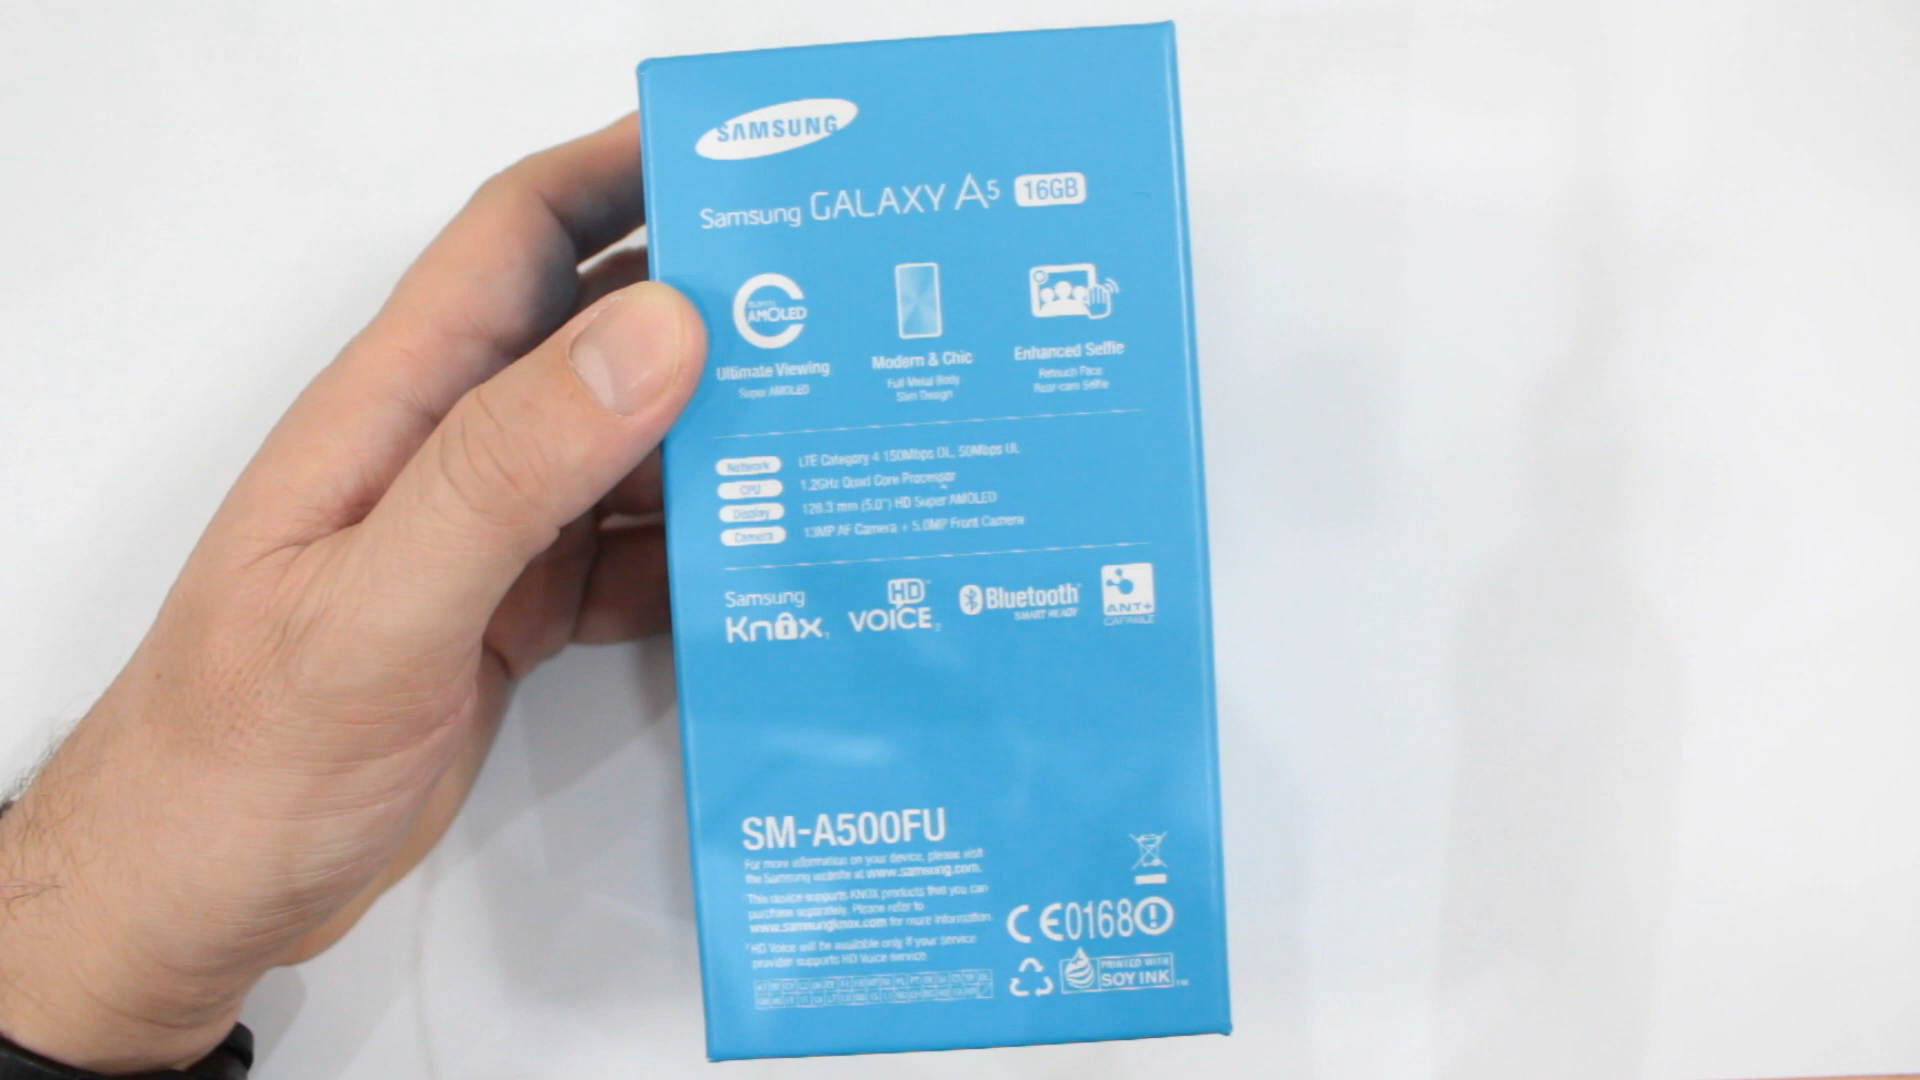 SAMSUNG
Samsung GALAXY A5 16GB
SUPER AMOLED
Ultimate Viewing
Super AMOLED
Modern & Chic
Full Metal Body
Slim Design
Enhanced Selfie
Retouch Face
Rear-cam Selfie
Network LTE Category 4 150Mbps DL, 50Mbps UL
CPU 1.2GHz Quad Core Processor
Display 126.3 mm (5.0") HD Super AMOLED
Camera 13MP AF Camera + 5.0MP Front Camera
Samsung
Knox 1
HD
VOICE 2
Bluetooth
SMART READY
ANT+
CAPABLE
SM-A500FU
For more information on your device, please visit
the Samsung website at www.samsung.com.
This device supports KNOX products that you can
purchase separately. Please refer to
www.samsungknox.com for more information.
HD Voice will be available only if your service
provider supports HD Voice service.
CE0168
PRINTED WITH
SOY INK TM